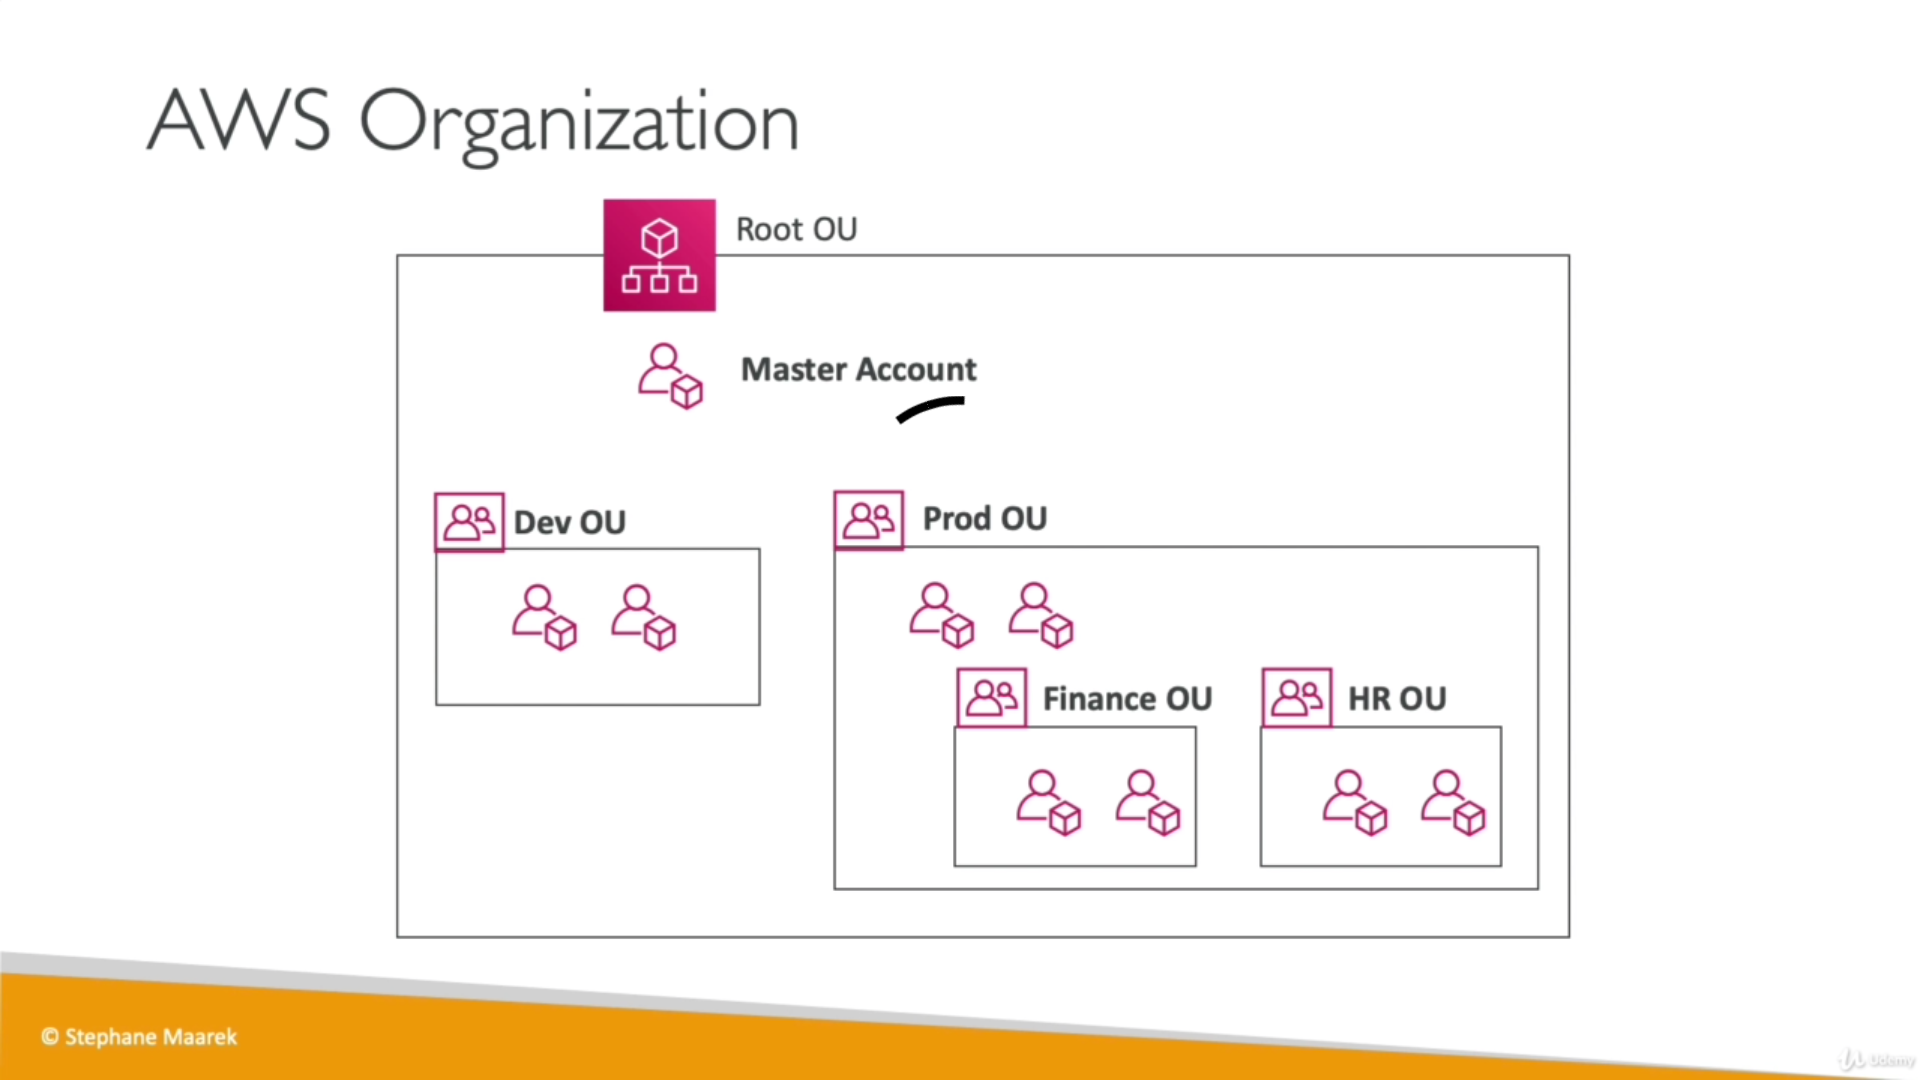 AWS Organization
Root OU
Master Account
Dev OU
Prod OU
Finance OU
HR OU
© Stephane Maarek
Udemy